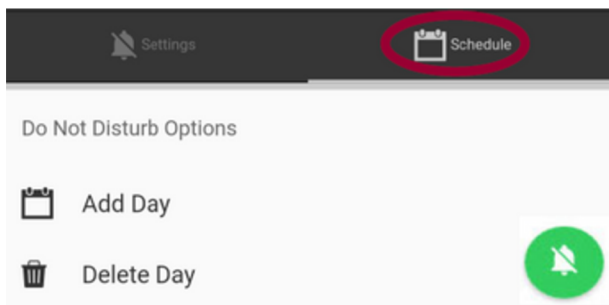 Settings
Schedule
Do Not Disturb Options
Add Day
Delete Day